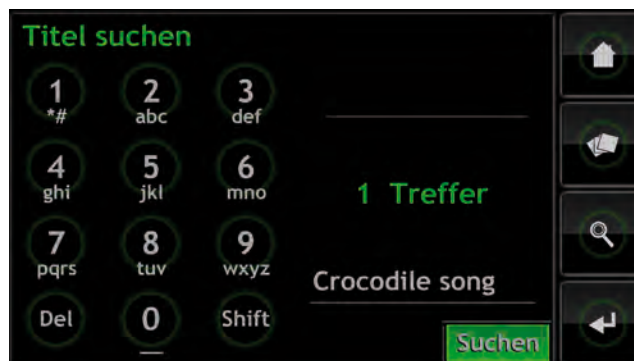 Titel suchen
1 2 3
*# abc def
4 5 6
ghi jkl mno
1 Treffer
7 8 9
pqrs tuv wxyz
Crocodile song
Del 0 Shift
_
Suchen